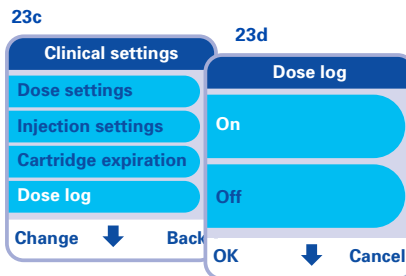 23c
Clinical settings
Dose settings
Injection settings
Cartridge expiration
Dose log
Change Back
23d
Dose log
On
Off
OK Cancel